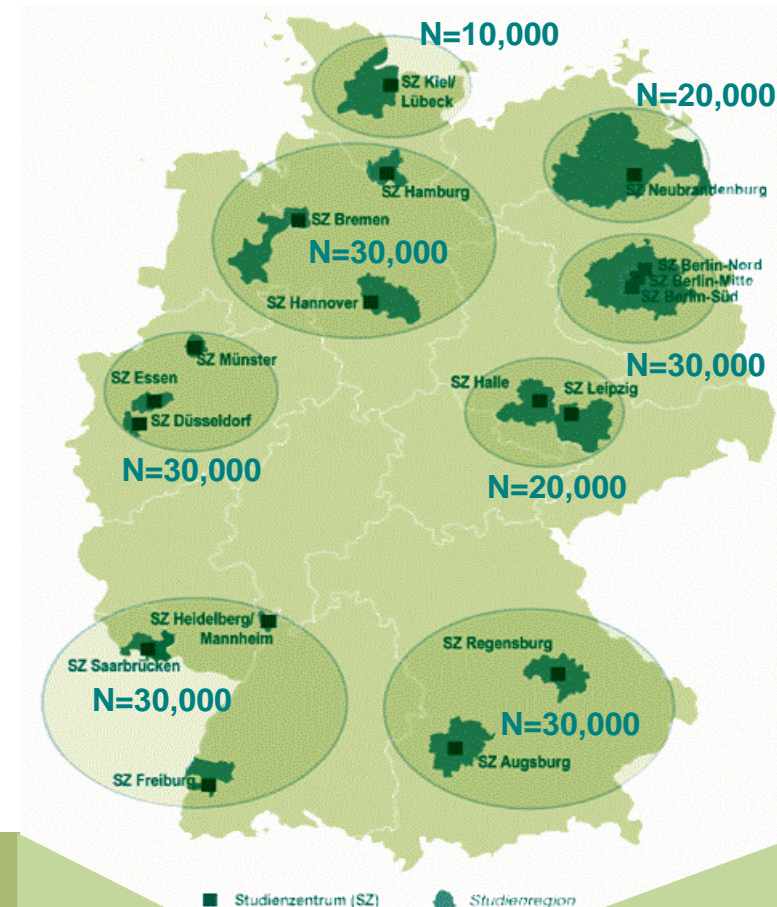 N=10,000
SZ Kiel/
Lübeck
N=20,000
SZ Hamburg
SZ Neubrandenburg
SZ Bremen
N=30,000
SZ Berlin-Nord
SZ Berlin-Mitte
SZ Berlin-Süd
SZ Hannover
SZ Münster
N=30,000
SZ Essen
SZ Halle
SZ Leipzig
SZ Düsseldorf
N=30,000
N=20,000
SZ Heidelberg/
Mannheim
SZ Regensburg
SZ Saarbrücken
N=30,000
N=30,000
SZ Augsburg
SZ Freiburg
Studienzentrum (SZ)
Studienregion